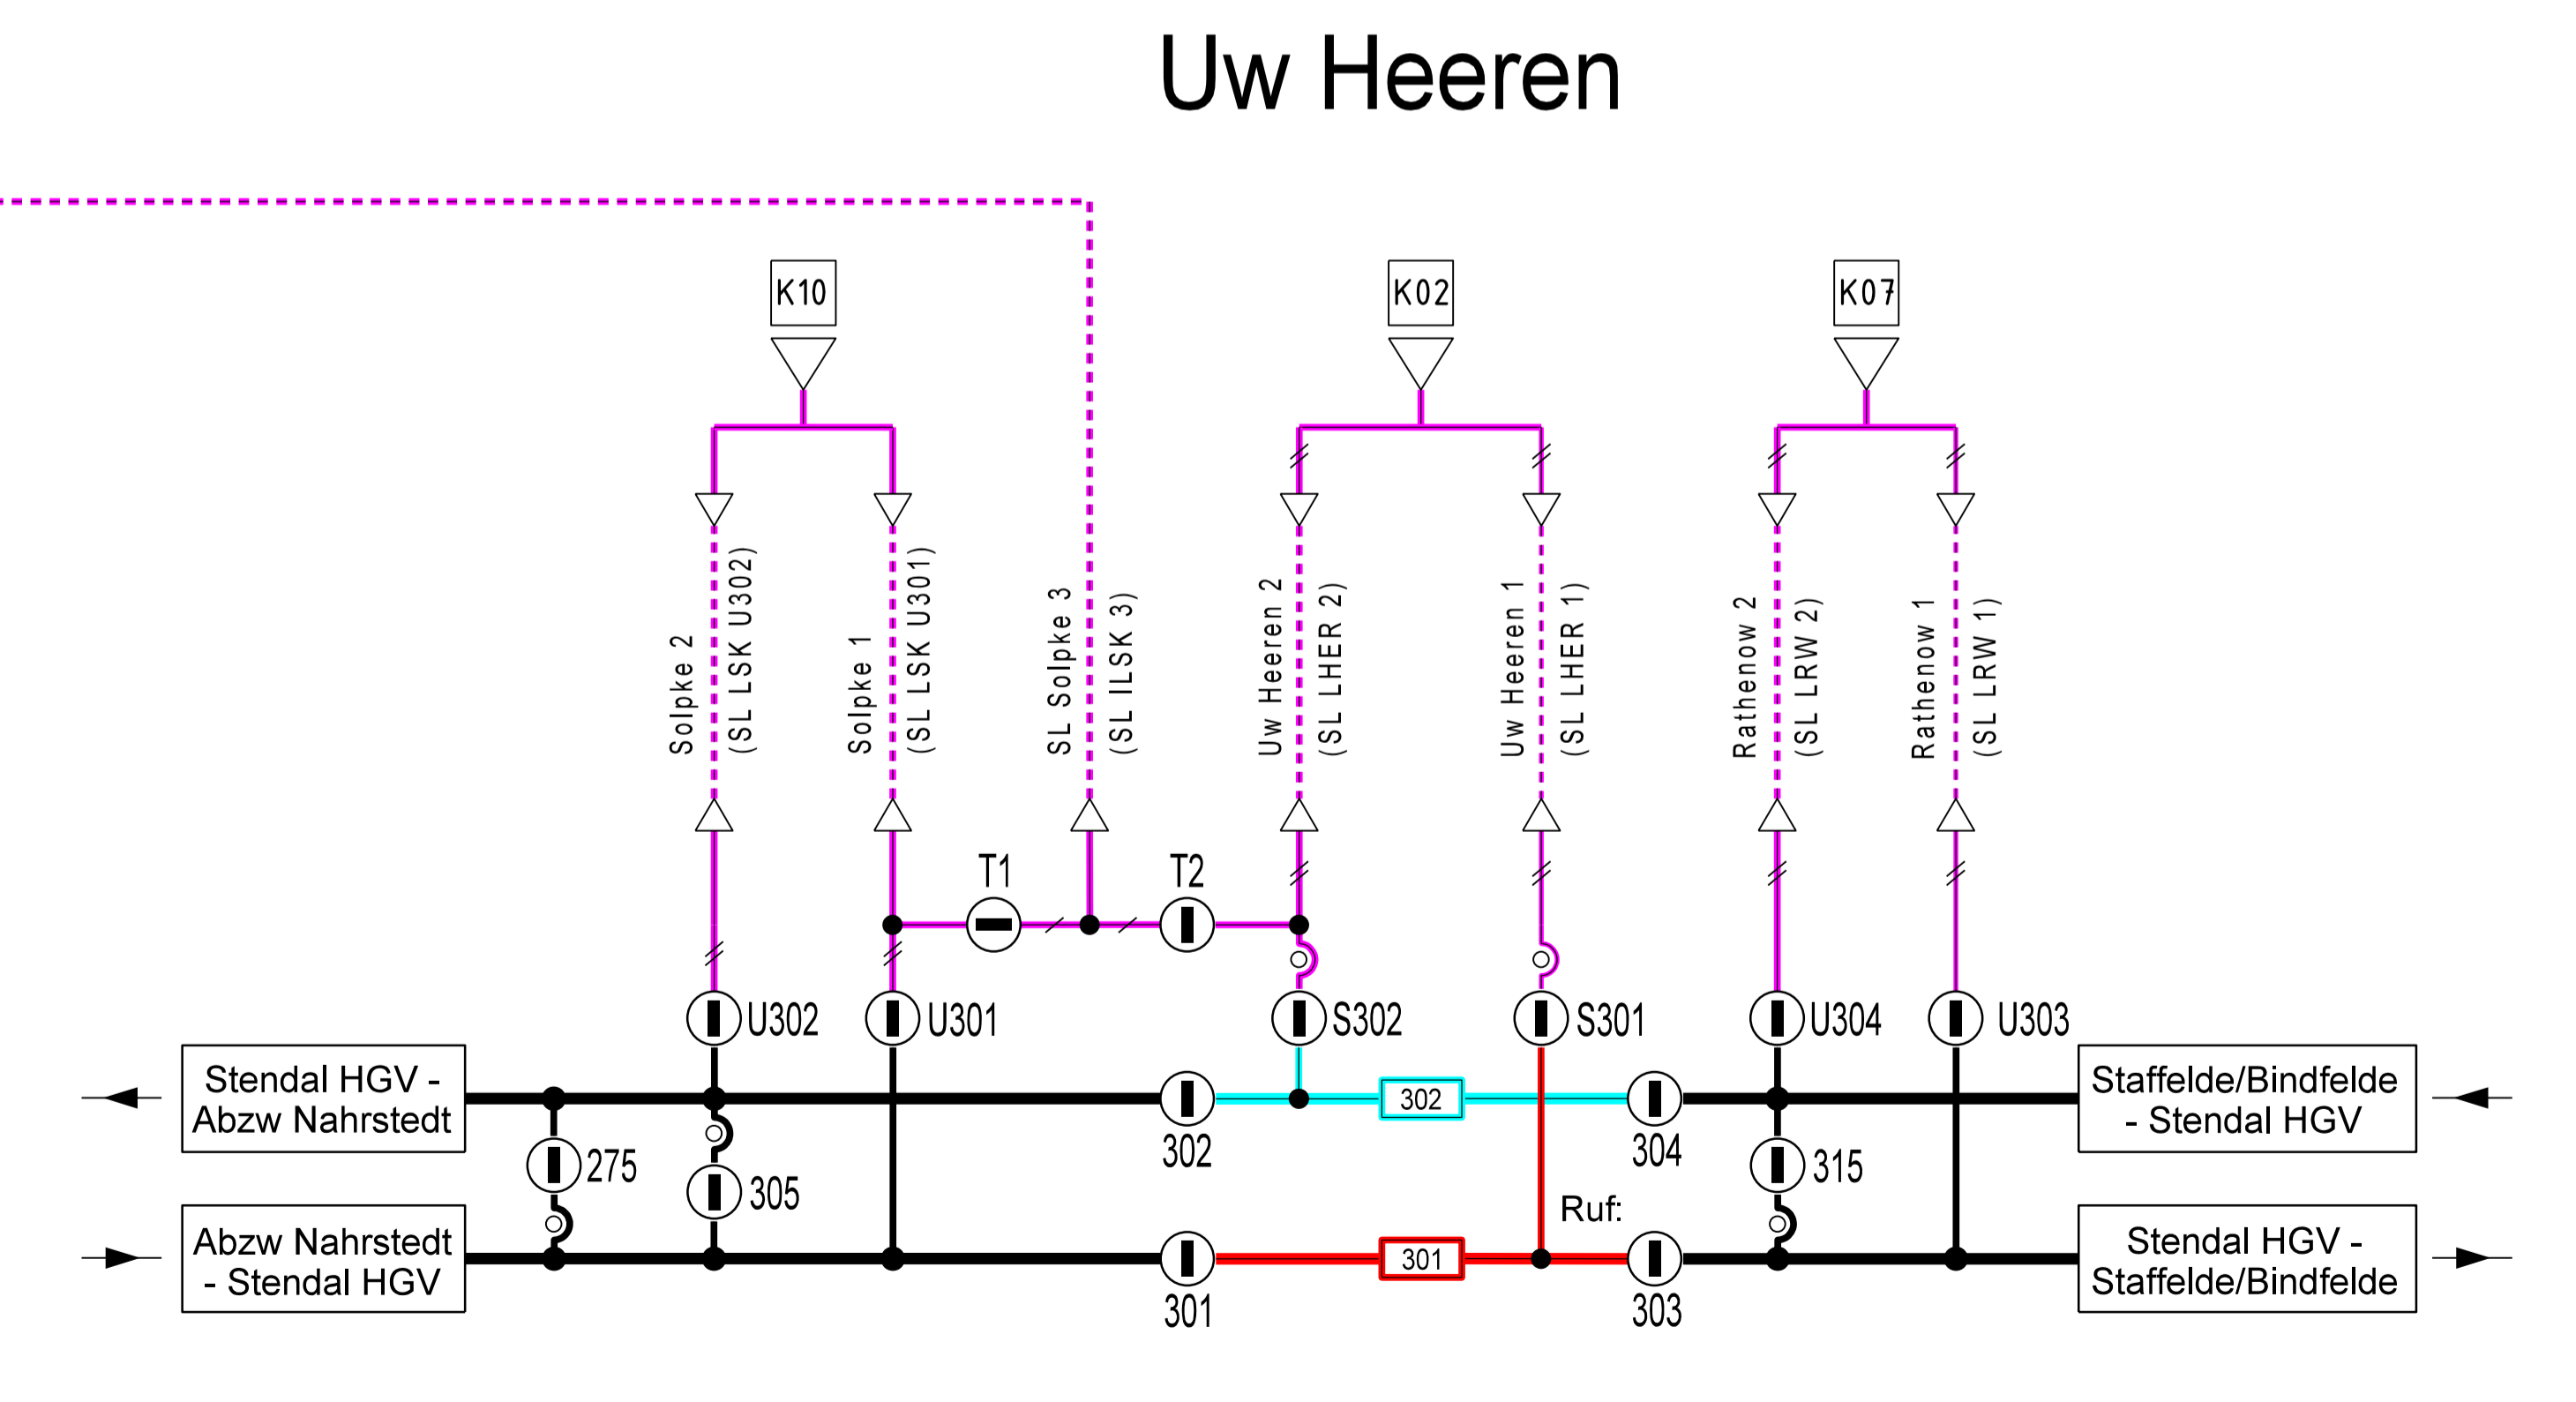 Uw Heeren
K10
K02
K07
Solpke 2
(SL LSK U302)
Solpke 1
(SL LSK U301)
SL Solpke 3
(SL ILSK 3)
Uw Heeren 2
(SL LHER 2)
Uw Heeren 1
(SL LHER 1)
Rathenow 2
(SL LRW 2)
Rathenow 1
(SL LRW 1)
T1
T2
U302
U301
S302
S301
U304
U303
Stendal HGV -
Abzw Nahrstedt
302
302
304
Staffelde/Bindfelde
- Stendal HGV
275
305
315
Ruf:
Abzw Nahrstedt
- Stendal HGV
301
301
303
Stendal HGV -
Staffelde/Bindfelde